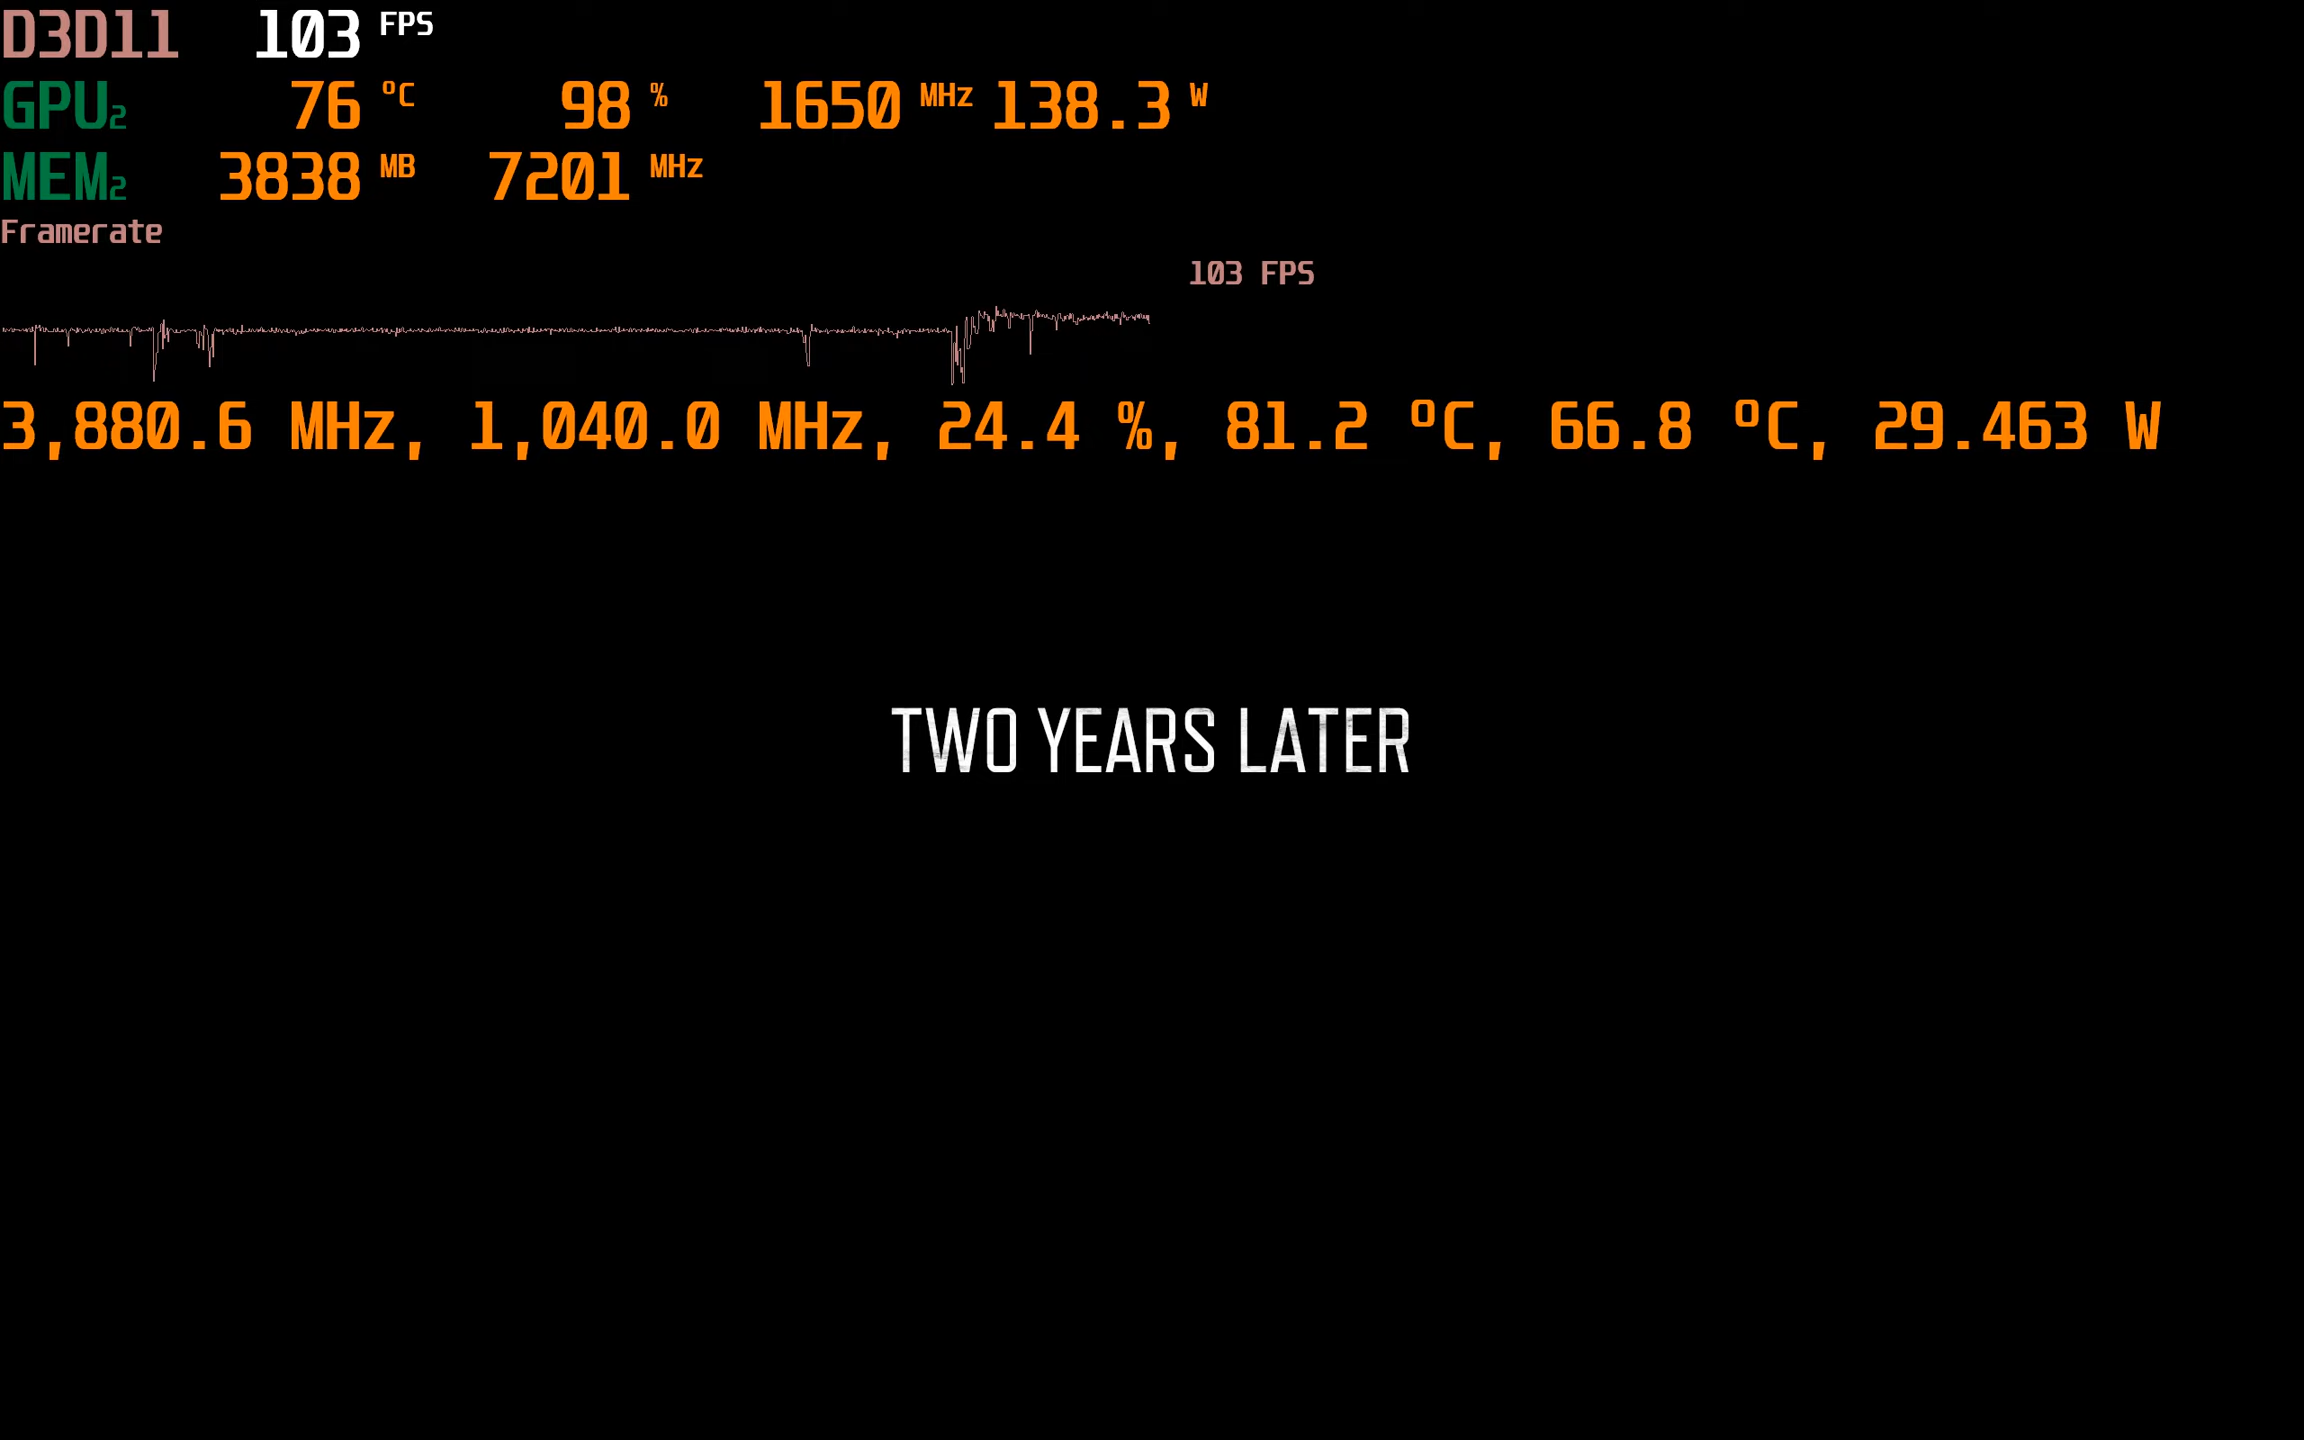 D3D11 103 FPS
GPU2 76 °C 98 % 1650 MHz 138.3 W
MEM2 3838 MB 7201 MHz
Framerate
103 FPS
3,880.6 MHz, 1,040.0 MHz, 24.4 %, 81.2 °C, 66.8 °C, 29.463 W
TWO YEARS LATER